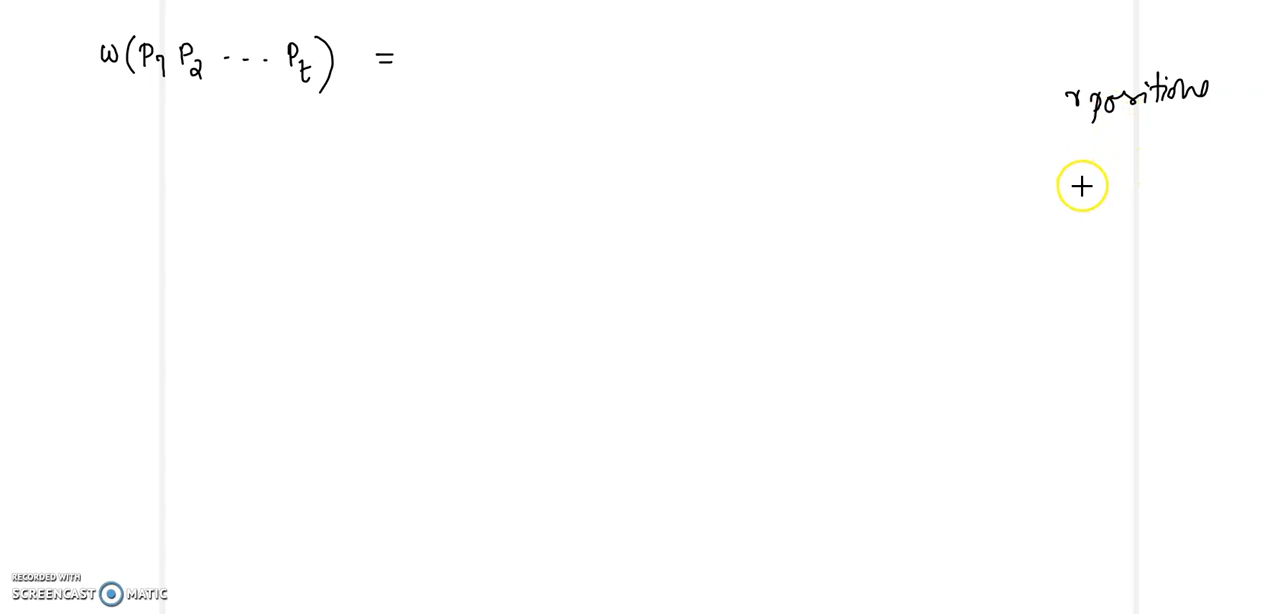 ω(P1 P2 --- Pt) =
r positions
RECORDED WITH
SCREENCAST MATIC